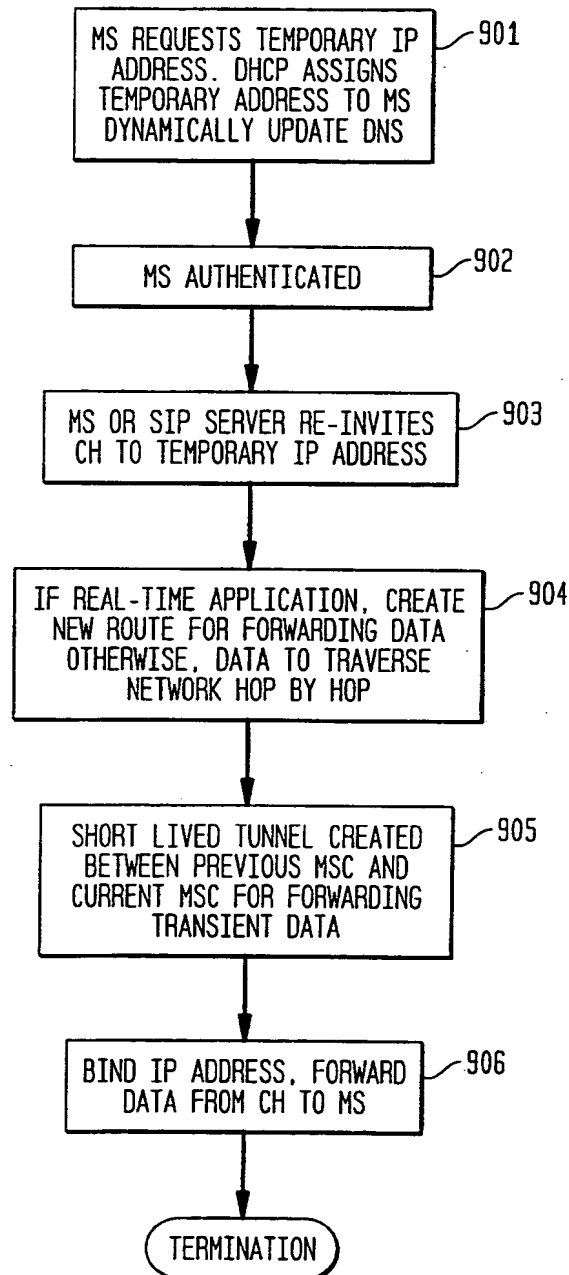 MS REQUESTS TEMPORARY IP
ADDRESS. DHCP ASSIGNS
TEMPORARY ADDRESS TO MS
DYNAMICALLY UPDATE DNS
901
MS AUTHENTICATED
902
MS OR SIP SERVER RE-INVITES
CH TO TEMPORARY IP ADDRESS
903
IF REAL-TIME APPLICATION, CREATE
NEW ROUTE FOR FORWARDING DATA
OTHERWISE, DATA TO TRAVERSE
NETWORK HOP BY HOP
904
SHORT LIVED TUNNEL CREATED
BETWEEN PREVIOUS MSC AND
CURRENT MSC FOR FORWARDING
TRANSIENT DATA
905
BIND IP ADDRESS, FORWARD
DATA FROM CH TO MS
906
TERMINATION